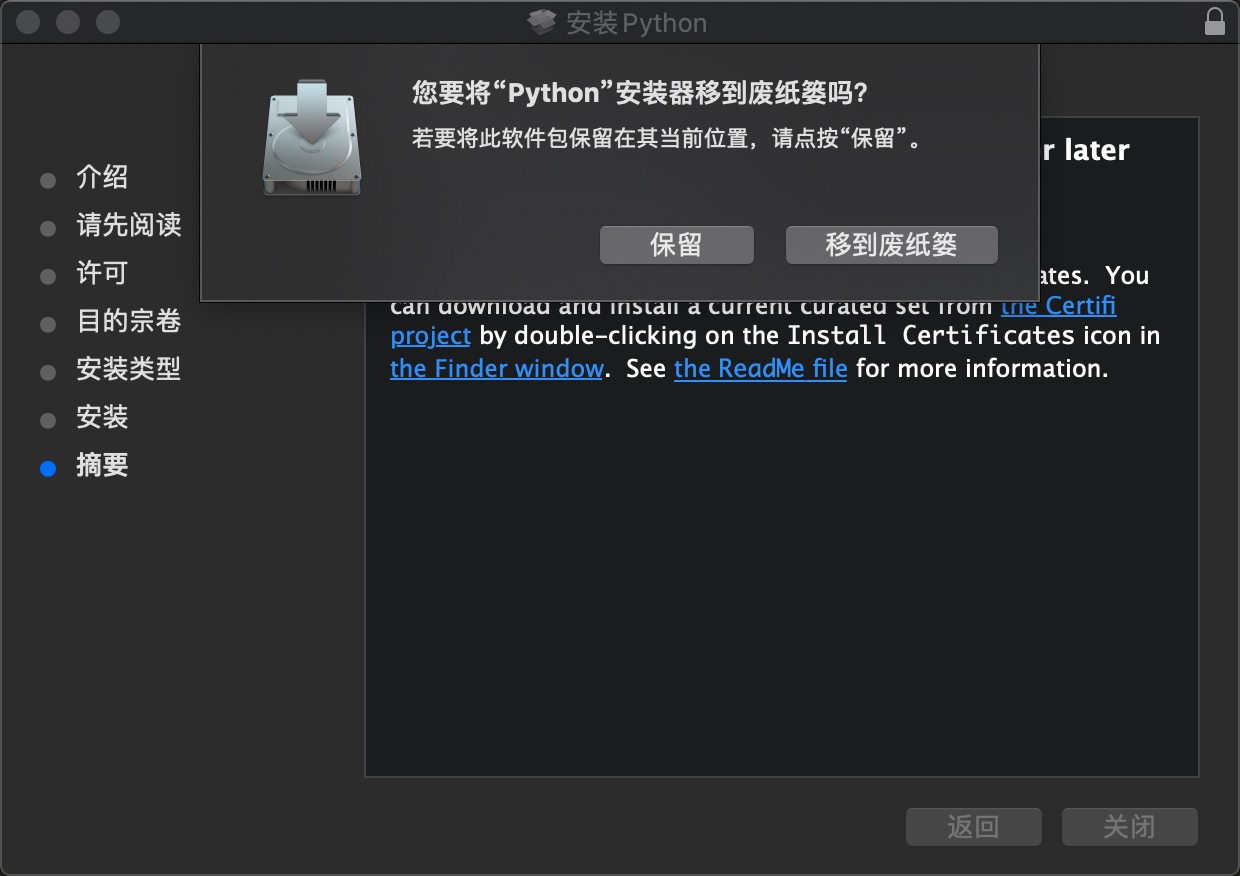 安装Python
您要将“Python”安装器移到废纸篓吗?
若要将此软件包保留在其当前位置，请点按“保留”。
保留
移到废纸篓
介绍
请先阅读
许可
目的宗卷
安装类型
安装
摘要
later
You
can download and install a current curated set from the Certifi
project by double-clicking on the Install Certificates icon in
the Finder window. See the ReadMe file for more information.
返回
关闭